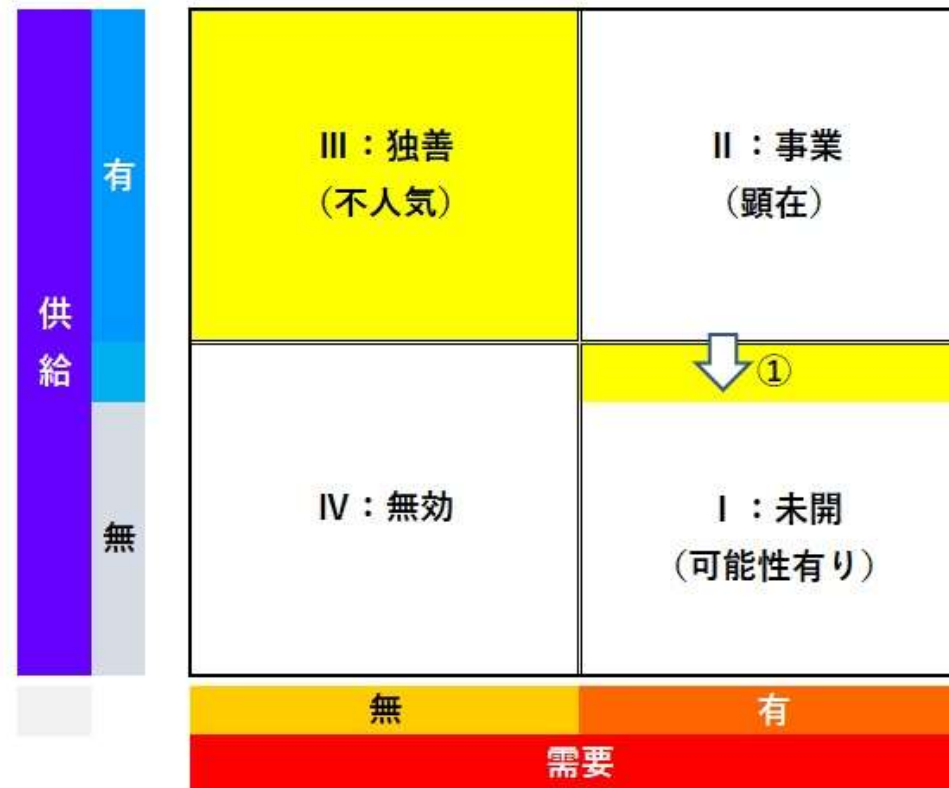 供給
有
無
III：独善
（不人気）
II：事業
（顕在）
①
IV：無効
I：未開
（可能性有り）
無
有
需要